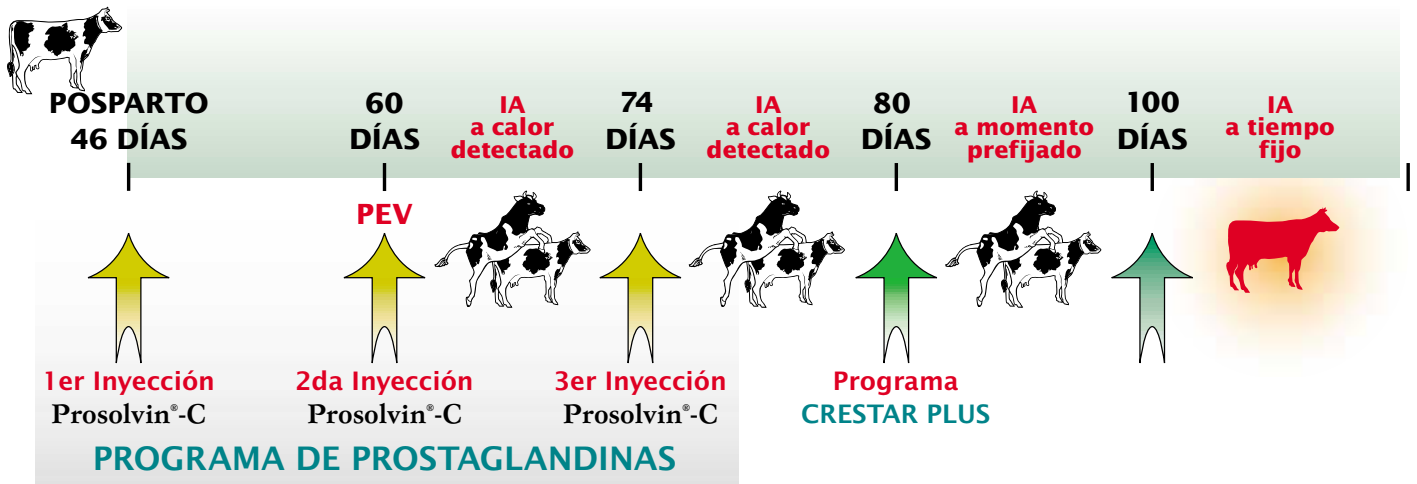 POSPARTO
46 DÍAS
60
DÍAS
IA
a calor
detectado
74
DÍAS
IA
a calor
detectado
80
DÍAS
IA
a momento
prefijado
100
DÍAS
IA
a tiempo
fijo
PEV
1er Inyección
Prosolvin®-C
2da Inyección
Prosolvin®-C
3er Inyección
Prosolvin®-C
Programa
CRESTAR PLUS
PROGRAMA DE PROSTAGLANDINAS